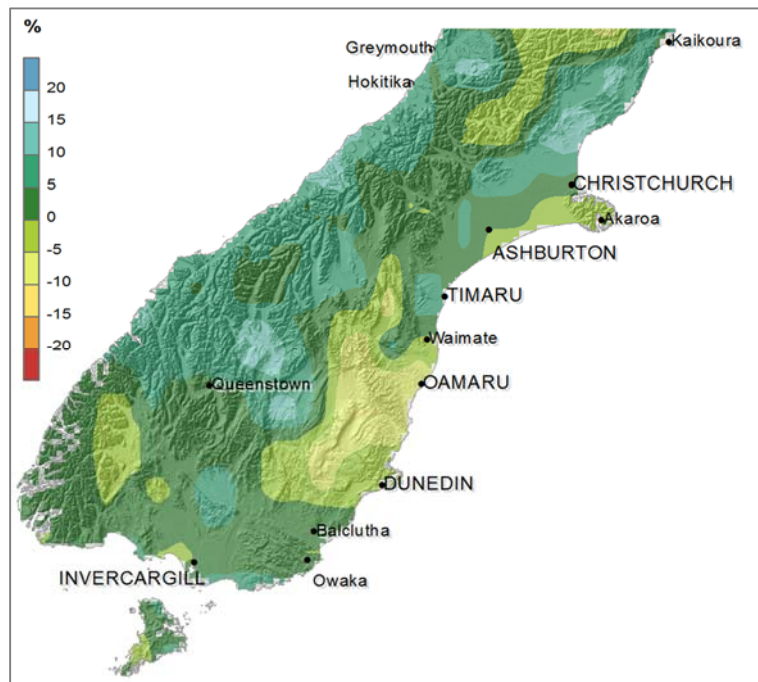 %
20
15
10
5
0
-5
-10
-15
-20
Greymouth
Kaikoura
Hokitika
CHRISTCHURCH
Akaroa
ASHBURTON
TIMARU
Waimate
Queenstown
OAMARU
DUNEDIN
Balclutha
INVERCARGILL
Owaka